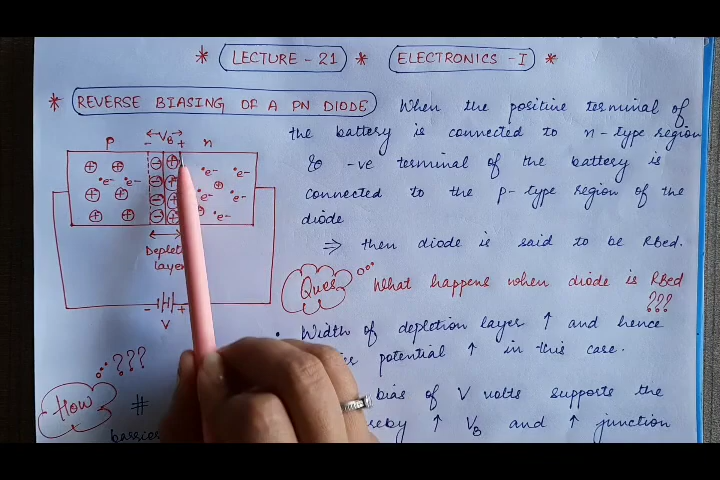 * LECTURE - 21 * ELECTRONICS - I *
* REVERSE BIASING OF A PN DIODE When the positive terminal of
the battery is connected to n-type region
& -ve terminal of the battery is
connected to the p-type region of the
diode
⇒ then diode is said to be RBed.
P - VB + n
e- e- e- e- e- e- e-
Depletion
layer
- +
V
Ques What happens when diode is RBed
???
• Width of depletion layer ↑ and hence
potential ↑ in this case.
???
How #
bias of V volts supports the
↑ VB and ↑ junction
barrier